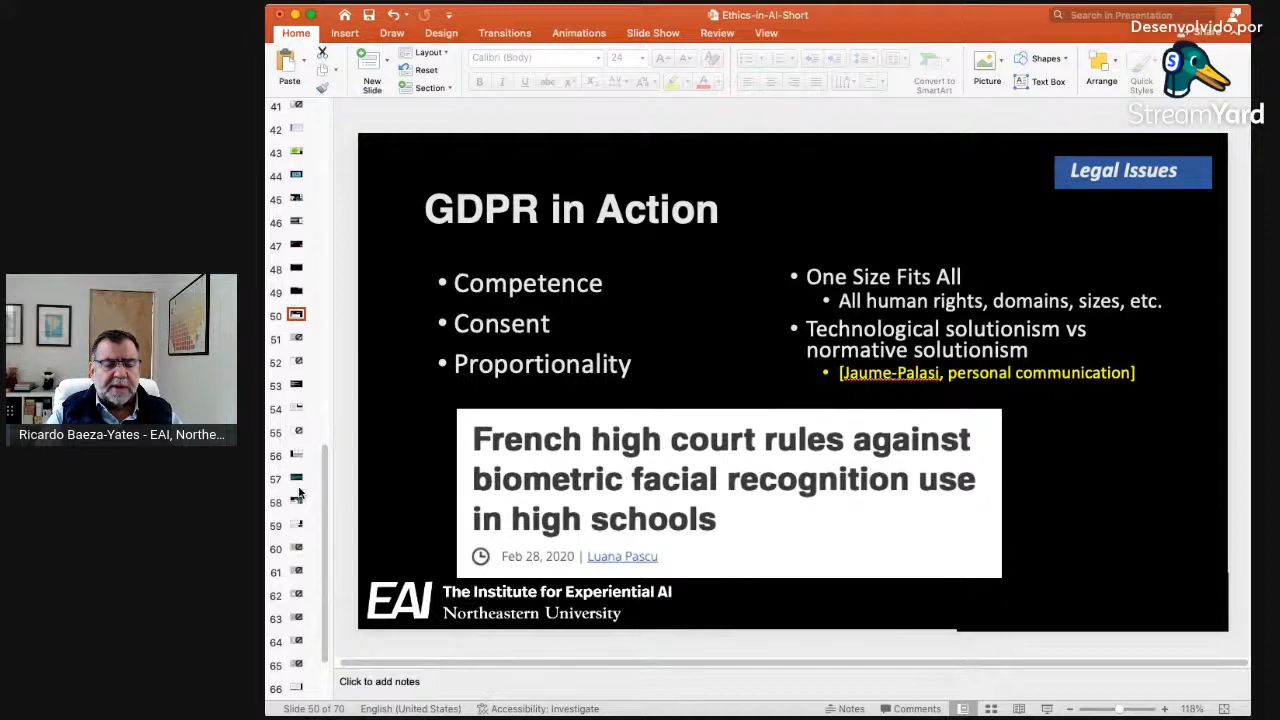 Ethics-in-AI-Short
Search in Presentation
Desenvolvido por
Home Insert Draw Design Transitions Animations Slide Show Review View
Paste
New Slide
Layout
Reset
Section
Calibri (Body) 24
B I U abc X X
Convert to SmartArt
Picture
Shapes
Text Box
Arrange
Quick Styles
StreamYard
41
42
43
44
45
46
47
48
49
50
51
52
53
54
55
56
57
58
59
60
61
62
63
64
65
66
Legal Issues
GDPR in Action
• Competence
• Consent
• Proportionality
• One Size Fits All
• All human rights, domains, sizes, etc.
• Technological solutionism vs
normative solutionism
• [Jaume-Palasi, personal communication]
French high court rules against
biometric facial recognition use
in high schools
Feb 28, 2020 | Luana Pascu
EAI The Institute for Experiential AI
Northeastern University
Ricardo Baeza-Yates - EAI, Northe...
Click to add notes
Slide 50 of 70 English (United States) Accessibility: Investigate Notes Comments 118%